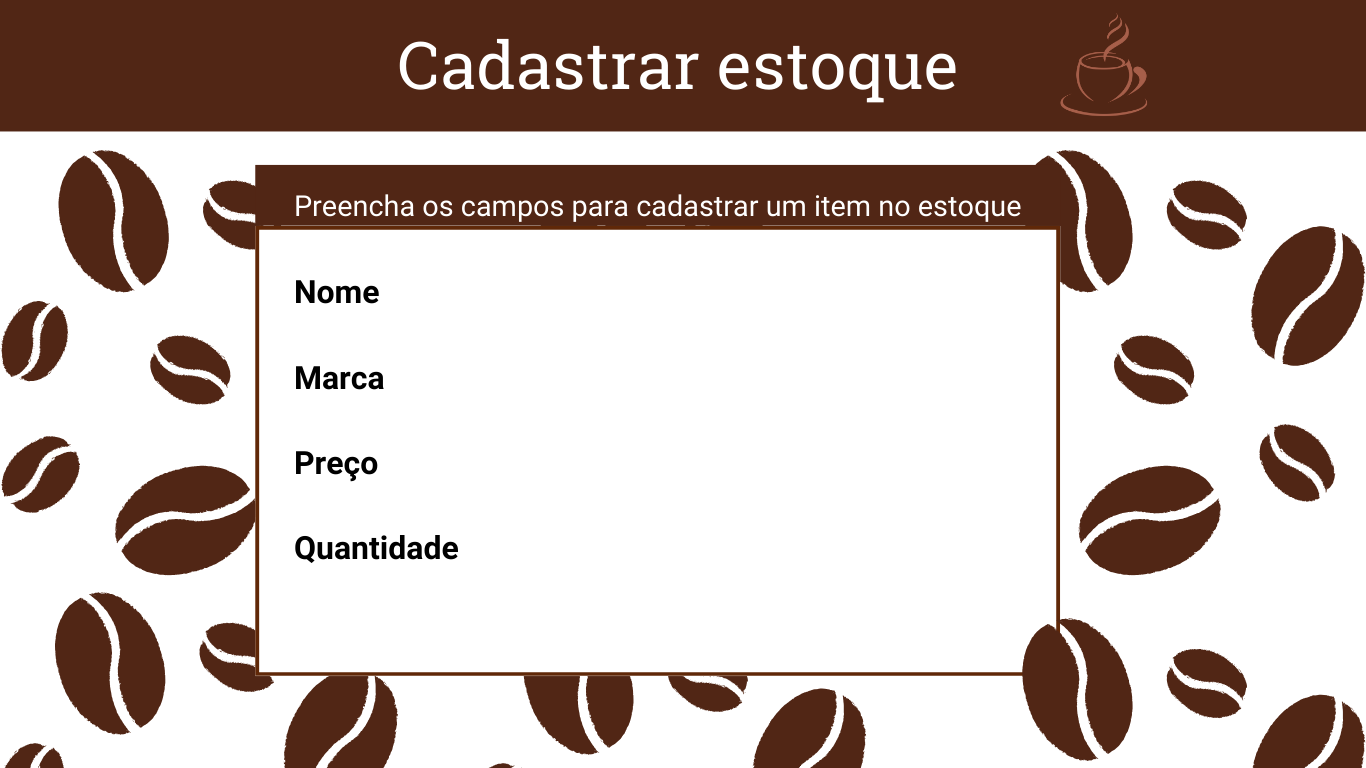 Cadastrar estoque
Preencha os campos para cadastrar um item no estoque
Nome
Marca
Preço
Quantidade